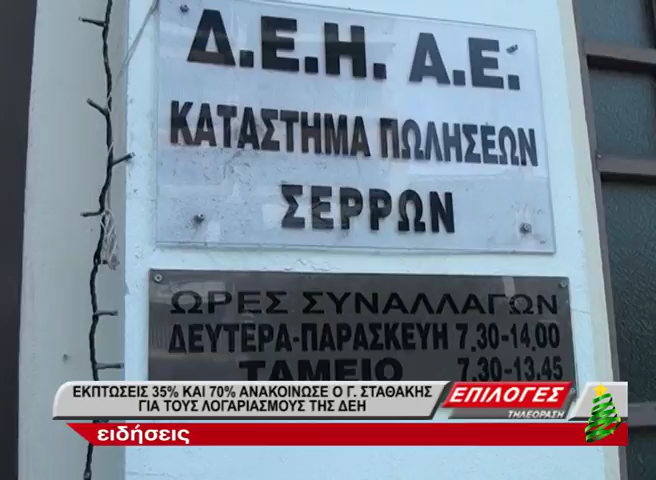 Δ.Ε.Η. Α.Ε.
ΚΑΤΑΣΤΗΜΑ ΠΩΛΗΣΕΩΝ
ΣΕΡΡΩΝ
ΩΡΕΣ ΣΥΝΑΛΛΑΓΩΝ
ΔΕΥΤΕΡΑ-ΠΑΡΑΣΚΕΥΗ 7.30-14.00
ΤΑΜΕΙΟ 7.30-13.45
ΕΚΠΤΩΣΕΙΣ 35% ΚΑΙ 70% ΑΝΑΚΟΙΝΩΣΕ Ο Γ. ΣΤΑΘΑΚΗΣ
ΓΙΑ ΤΟΥΣ ΛΟΓΑΡΙΑΣΜΟΥΣ ΤΗΣ ΔΕΗ
ΕΠΙΛΟΓΕΣ
ΤΗΛΕΟΡΑΣΗ
ειδήσεις